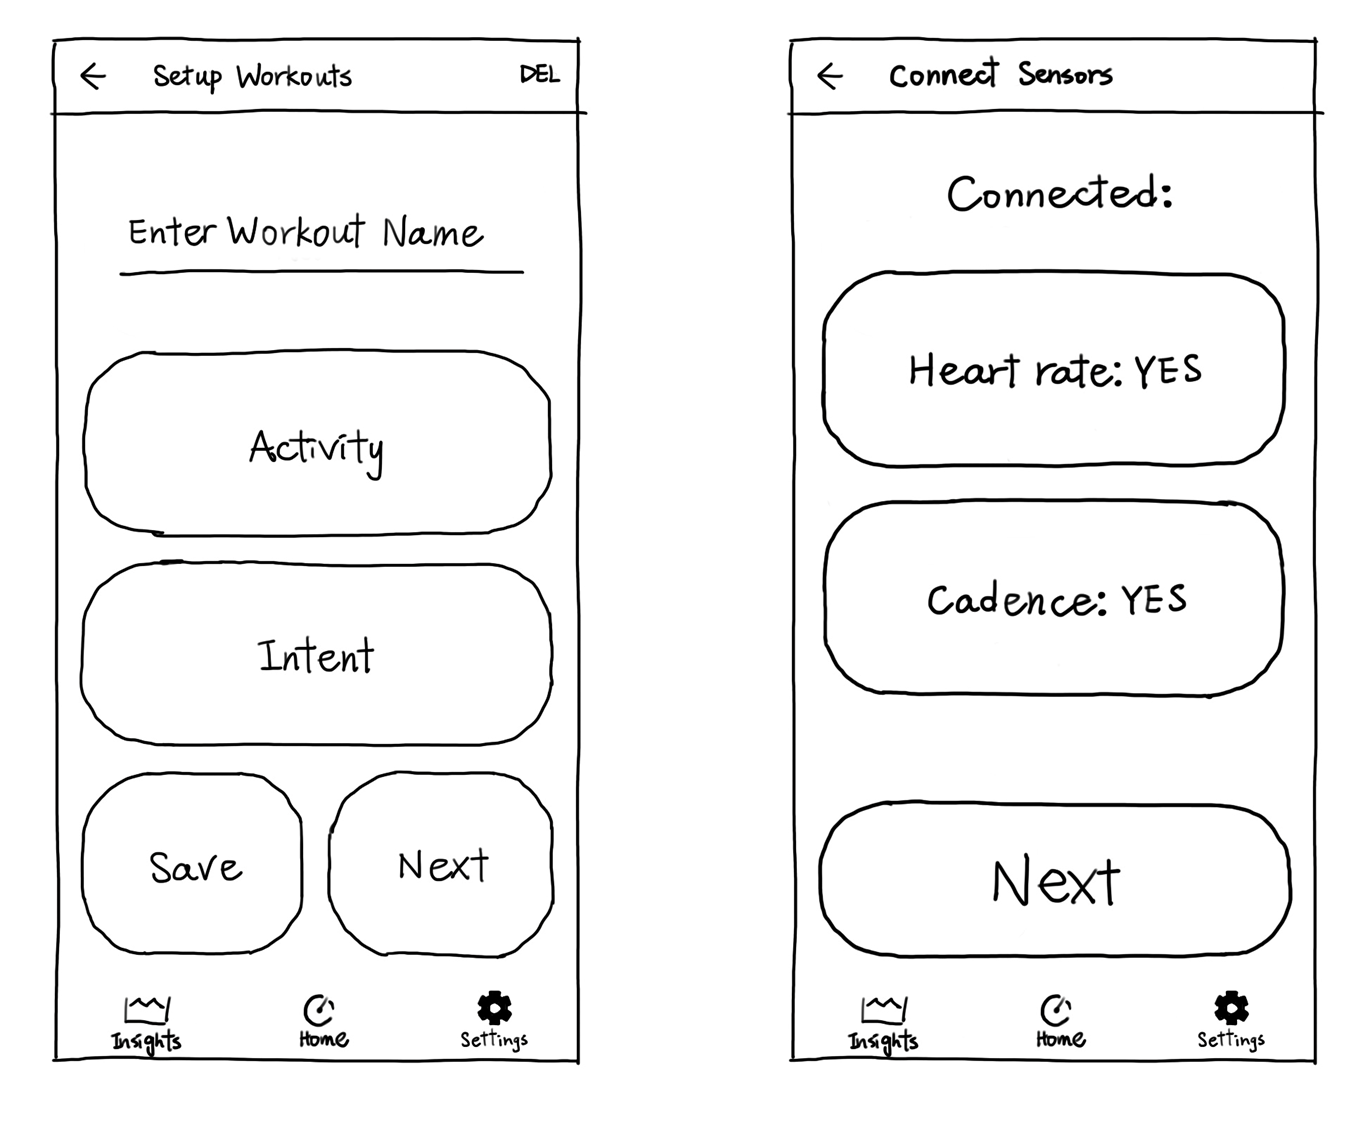 Setup Workouts DEL
Enter Workout Name
Activity
Intent
Save Next
Insights Home Settings
Connect Sensors
Connected:
Heart rate: YES
Cadence: YES
Next
Insights Home Settings